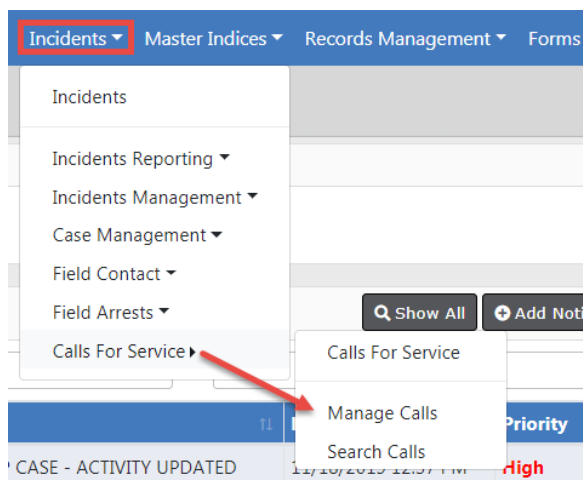 Incidents Master Indices Records Management Forms
Incidents
Incidents Reporting
Incidents Management
Case Management
Field Contact
Field Arrests
Show All Add Noti
Calls For Service
Calls For Service
Manage Calls
Priority
Search Calls
CASE - ACTIVITY UPDATED High